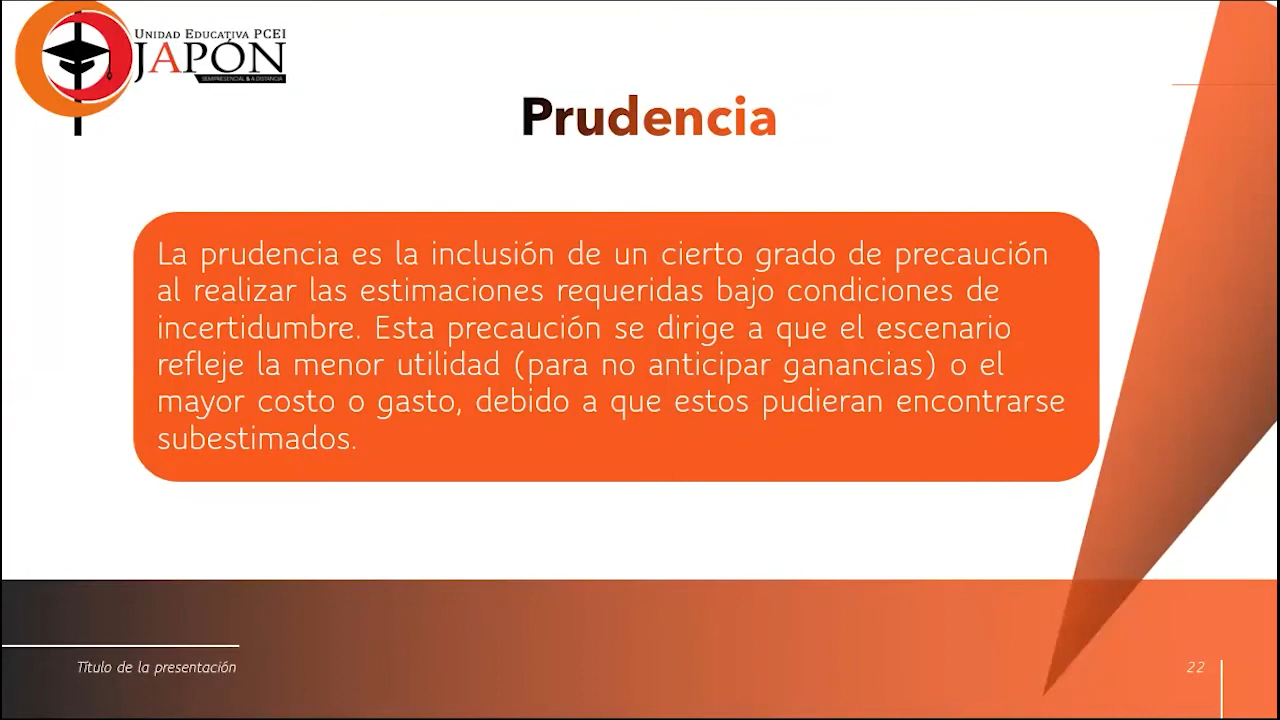 UNIDAD EDUCATIVA PCEI
JAPÓN
SEMIPRESENCIAL & A DISTANCIA
Prudencia
La prudencia es la inclusión de un cierto grado de precaución
al realizar las estimaciones requeridas bajo condiciones de
incertidumbre. Esta precaución se dirige a que el escenario
refleje la menor utilidad (para no anticipar ganancias) o el
mayor costo o gasto, debido a que estos pudieran encontrarse
subestimados.
Título de la presentación
22